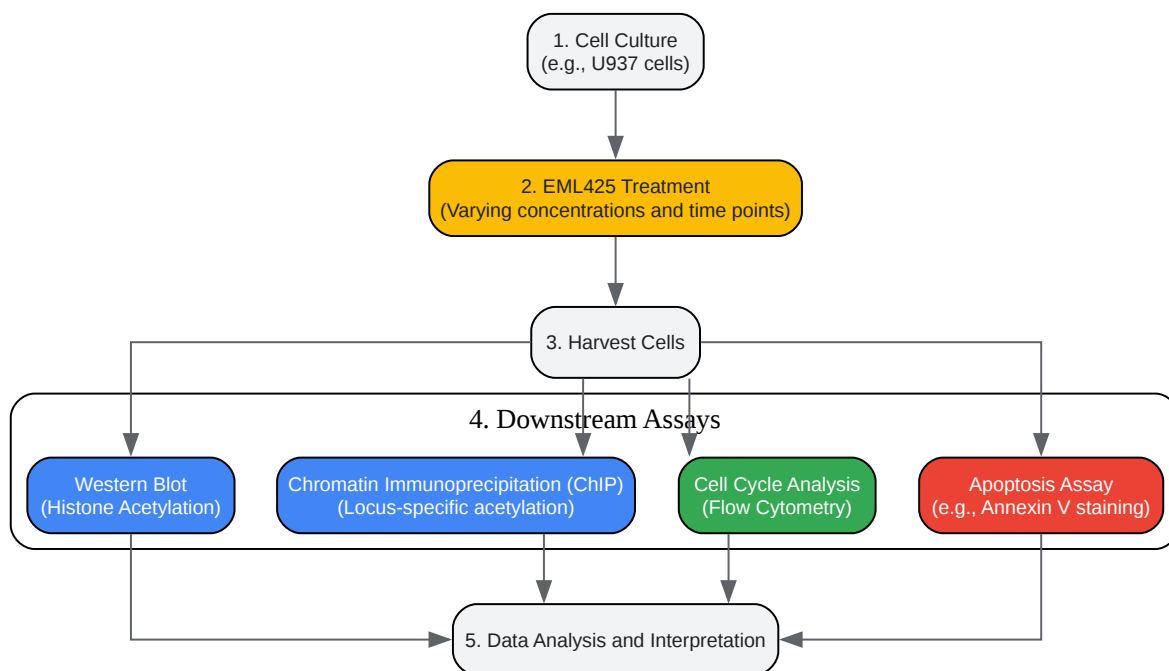 1. Cell Culture
(e.g., U937 cells)
2. EML425 Treatment
(Varying concentrations and time points)
3. Harvest Cells
4. Downstream Assays
Western Blot
(Histone Acetylation)
Chromatin Immunoprecipitation (ChIP)
(Locus-specific acetylation)
Cell Cycle Analysis
(Flow Cytometry)
Apoptosis Assay
(e.g., Annexin V staining)
5. Data Analysis and Interpretation